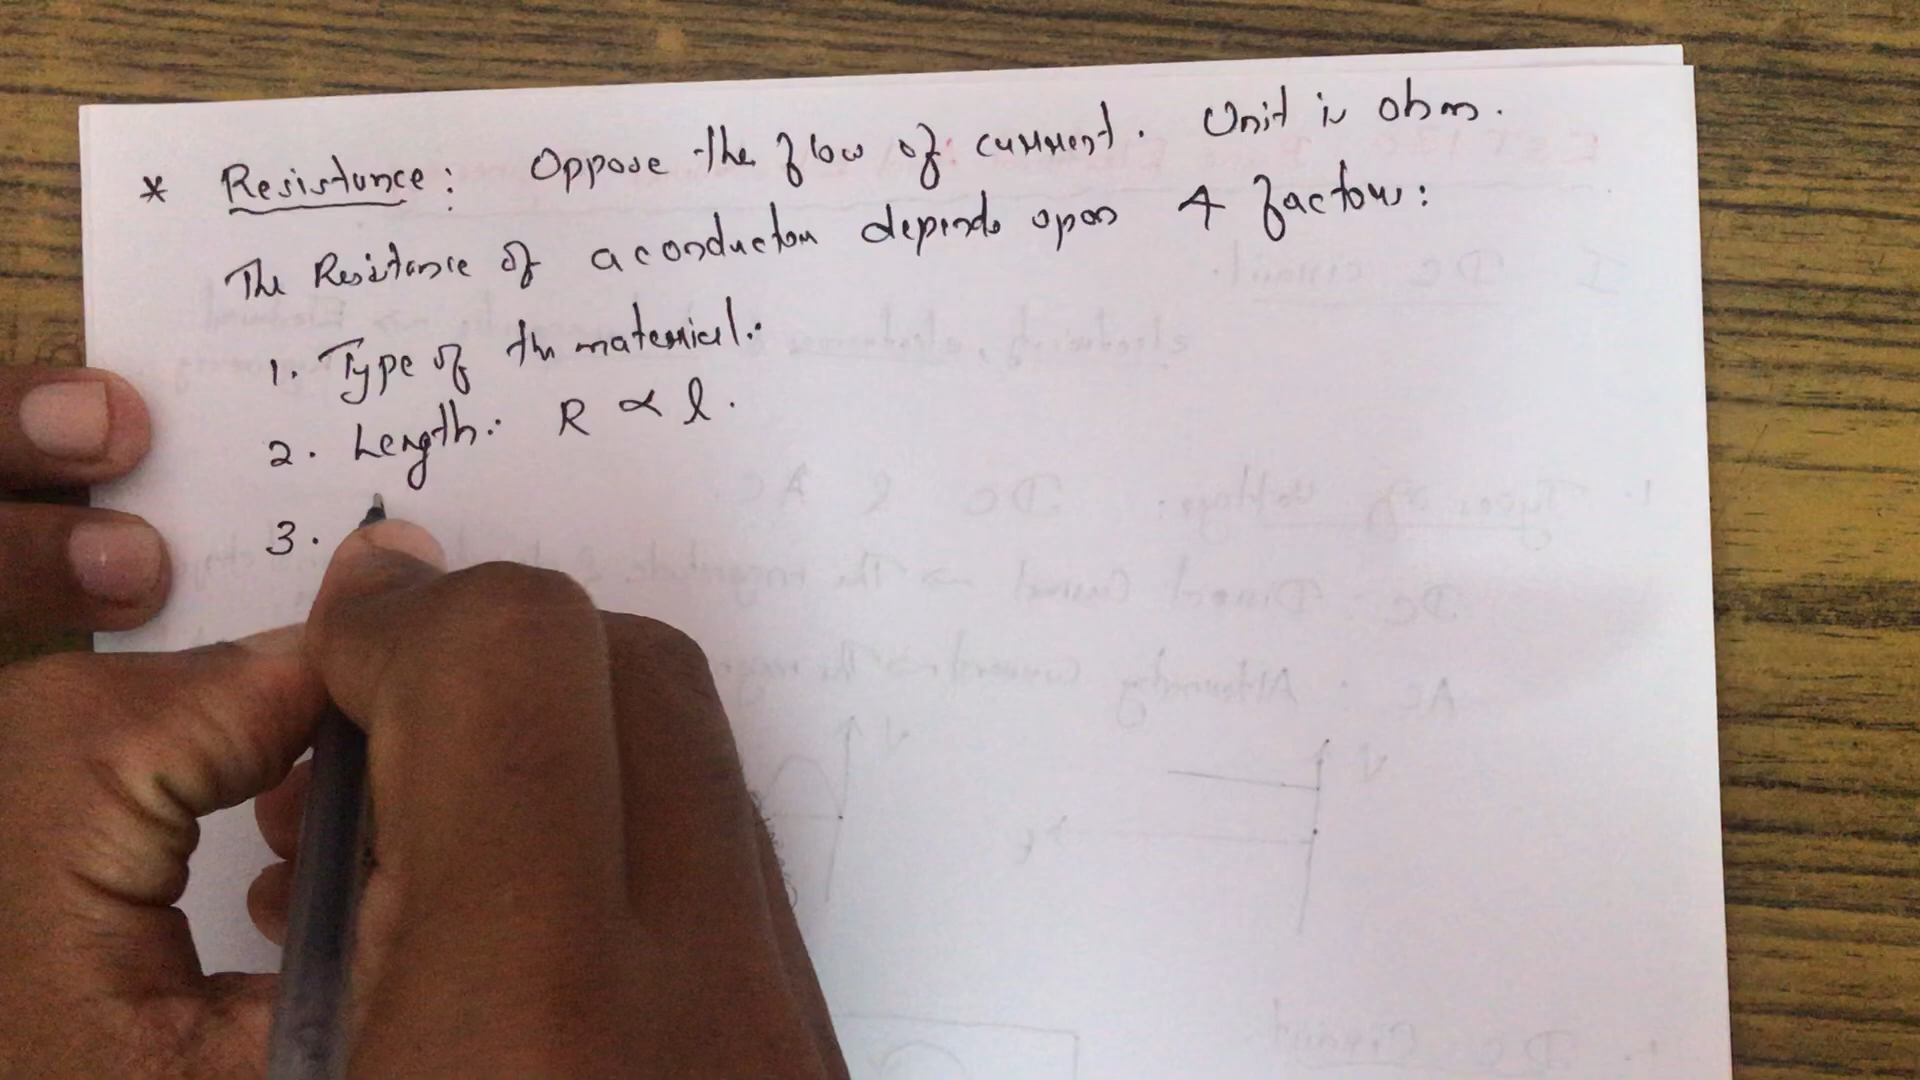 * Resistance: Oppose the flow of current. Unit is ohm.
The Resistance of a conductor depends upon 4 factors:
1. Type of the material:
2. Length: R ∝ l.
3.